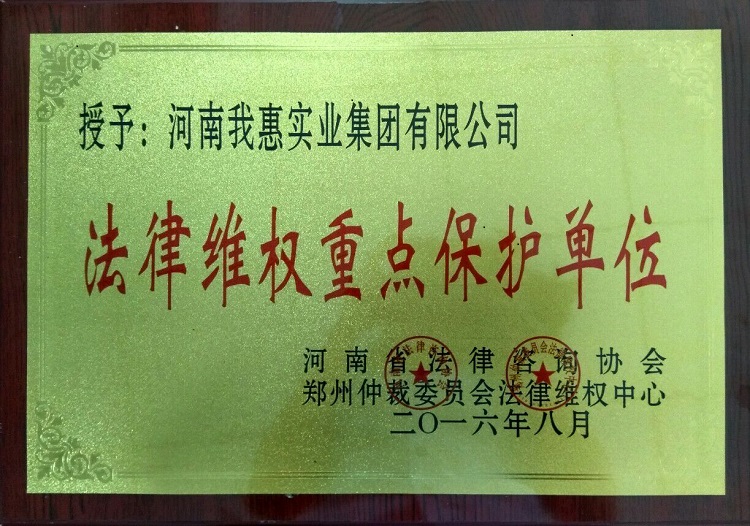 授予：河南我惠实业集团有限公司
法律维权重点保护单位
河南省法律咨询协会
郑州仲裁委员会法律维权中心
二〇一六年八月